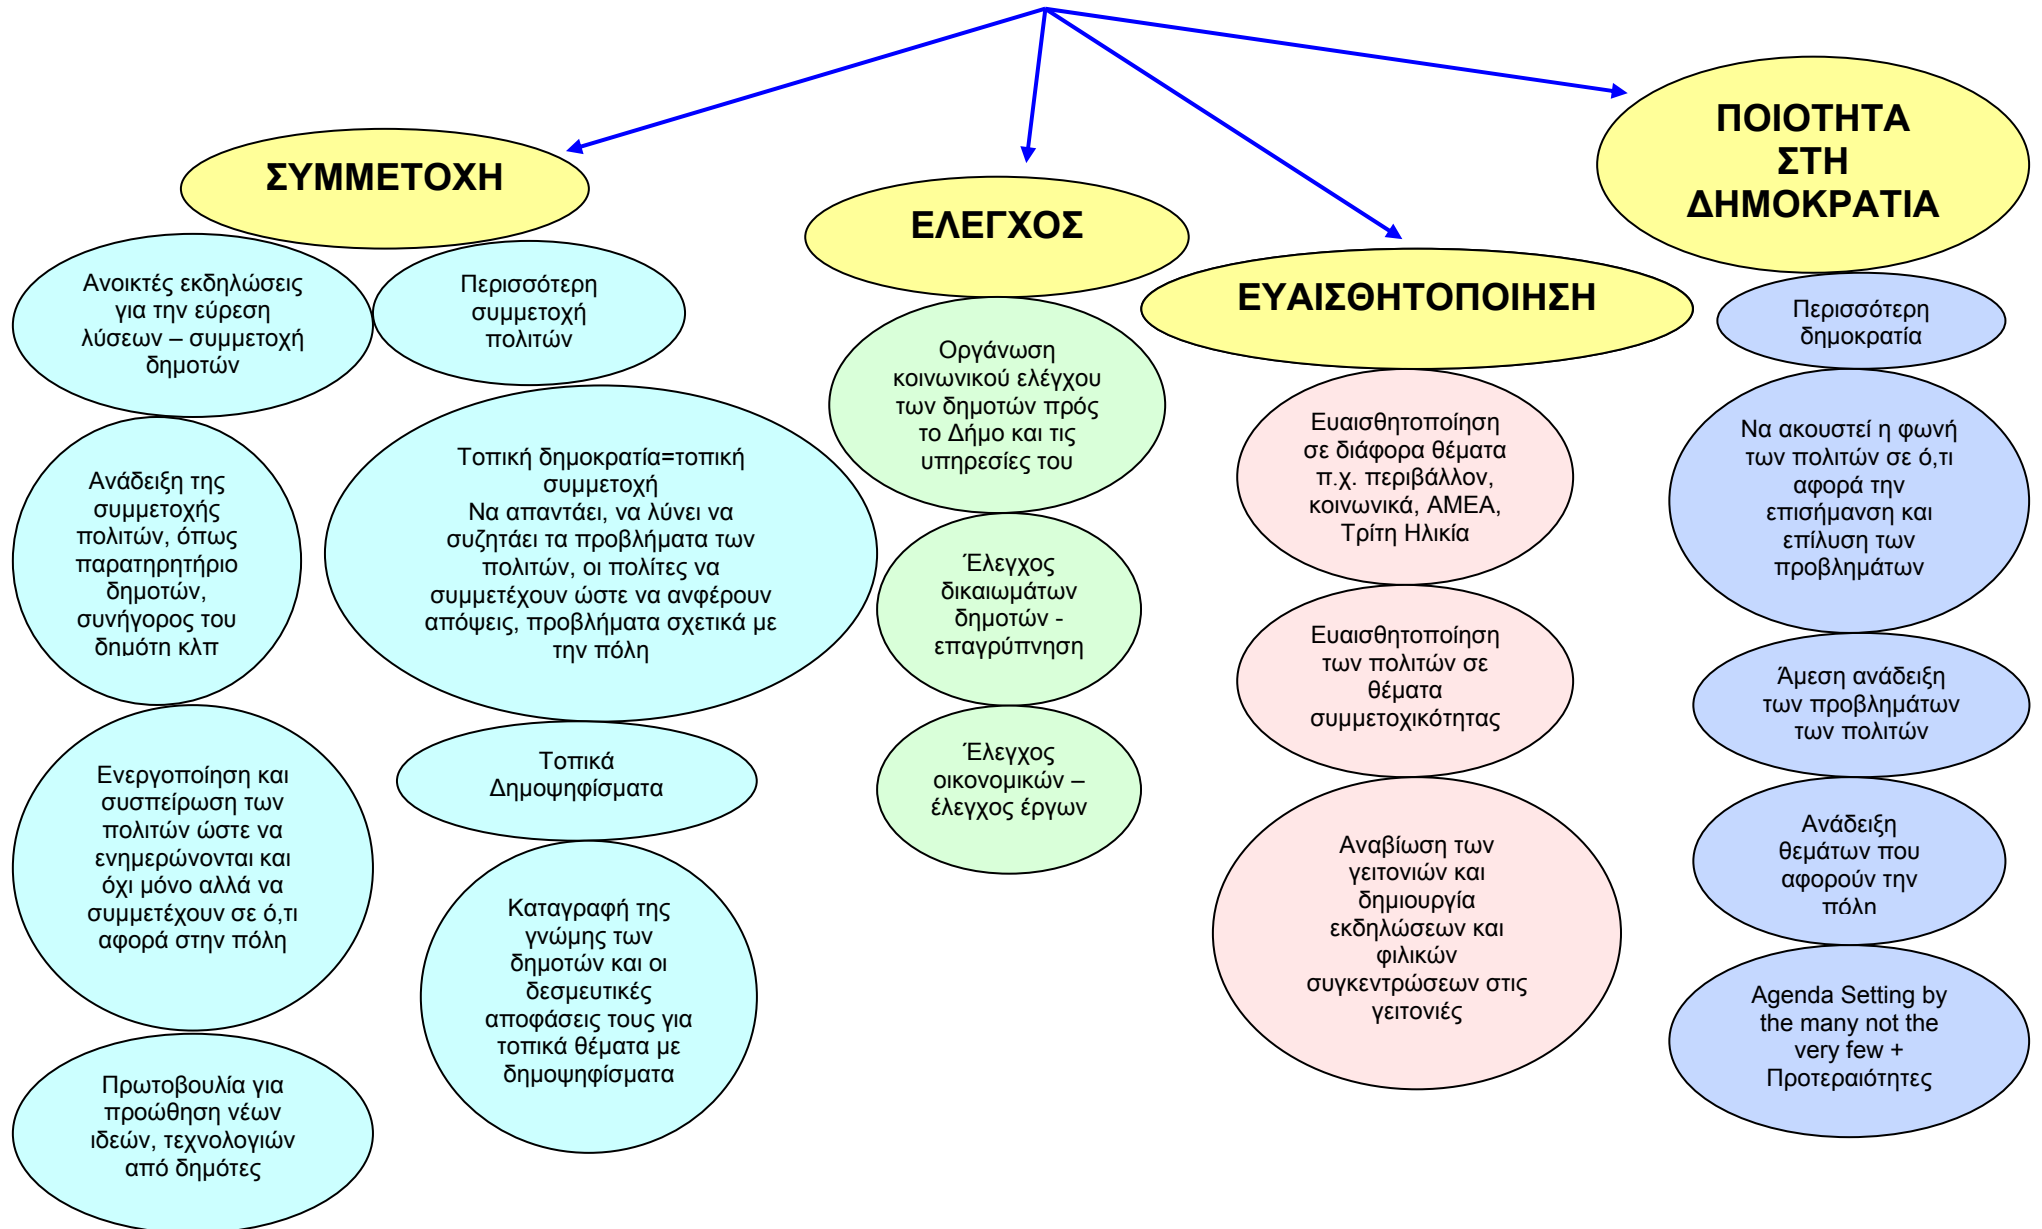 ΣΥΜΜΕΤΟΧΗ
Ανοικτές εκδηλώσεις
για την εύρεση
λύσεων – συμμετοχή
δημοτών
Περισσότερη
συμμετοχή
πολιτών
Ανάδειξη της
συμμετοχής
πολιτών, όπως
παρατηρητήριο
δημοτών,
συνήγορος του
δημότη κλπ
Τοπική δημοκρατία=τοπική
συμμετοχή
Να απαντάει, να λύνει να
συζητάει τα προβλήματα των
πολιτών, οι πολίτες να
συμμετέχουν ώστε να ανφέρουν
απόψεις, προβλήματα σχετικά με
την πόλη
Ενεργοποίηση και
συσπείρωση των
πολιτών ώστε να
ενημερώνονται και
όχι μόνο αλλά να
συμμετέχουν σε ό,τι
αφορά στην πόλη
Τοπικά
Δημοψηφίσματα
Καταγραφή της
γνώμης των
δημοτών και οι
δεσμευτικές
αποφάσεις τους για
τοπικά θέματα με
δημοψηφίσματα
Πρωτοβουλία για
προώθηση νέων
ιδεών, τεχνολογιών
από δημότες
ΕΛΕΓΧΟΣ
Οργάνωση
κοινωνικού ελέγχου
των δημοτών πρός
το Δήμο και τις
υπηρεσίες του
Έλεγχος
δικαιωμάτων
δημοτών -
επαγρύπνηση
Έλεγχος
οικονομικών –
έλεγχος έργων
ΕΥΑΙΣΘΗΤΟΠΟΙΗΣΗ
Ευαισθητοποίηση
σε διάφορα θέματα
π.χ. περιβάλλον,
κοινωνικά, ΑΜΕΑ,
Τρίτη Ηλικία
Ευαισθητοποίηση
των πολιτών σε
θέματα
συμμετοχικότητας
Αναβίωση των
γειτονιών και
δημιουργία
εκδηλώσεων και
φιλικών
συγκεντρώσεων στις
γειτονιές
ΠΟΙΟΤΗΤΑ
ΣΤΗ
ΔΗΜΟΚΡΑΤΙΑ
Περισσότερη
δημοκρατία
Να ακουστεί η φωνή
των πολιτών σε ό,τι
αφορά την
επισήμανση και
επίλυση των
προβλημάτων
Άμεση ανάδειξη
των προβλημάτων
των πολιτών
Ανάδειξη
θεμάτων που
αφορούν την
πόλη
Agenda Setting by
the many not the
very few +
Προτεραιότητες